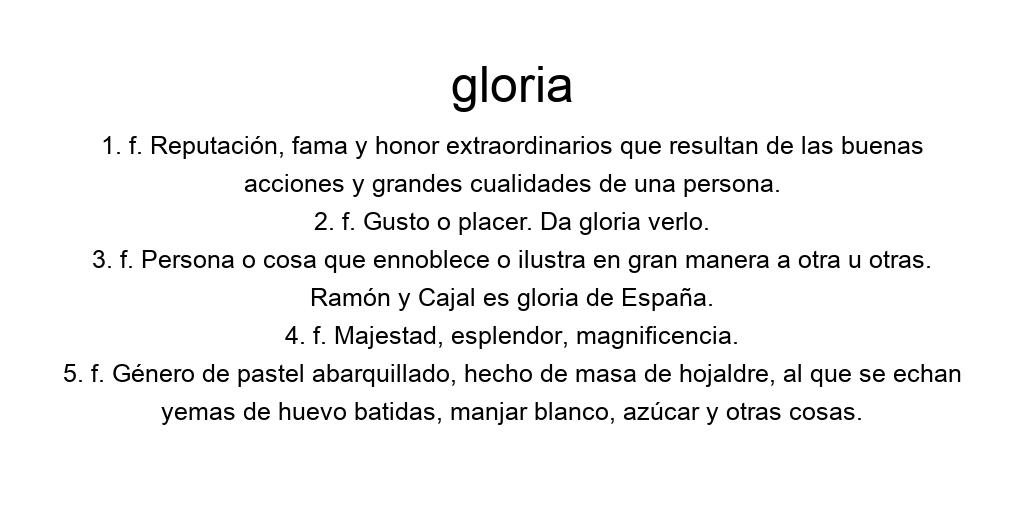 gloria
1. f. Reputación, fama y honor extraordinarios que resultan de las buenas
acciones y grandes cualidades de una persona.
2. f. Gusto o placer. Da gloria verlo.
3. f. Persona o cosa que ennoblece o ilustra en gran manera a otra u otras.
Ramón y Cajal es gloria de España.
4. f. Majestad, esplendor, magnificencia.
5. f. Género de pastel abarquillado, hecho de masa de hojaldre, al que se echan
yemas de huevo batidas, manjar blanco, azúcar y otras cosas.